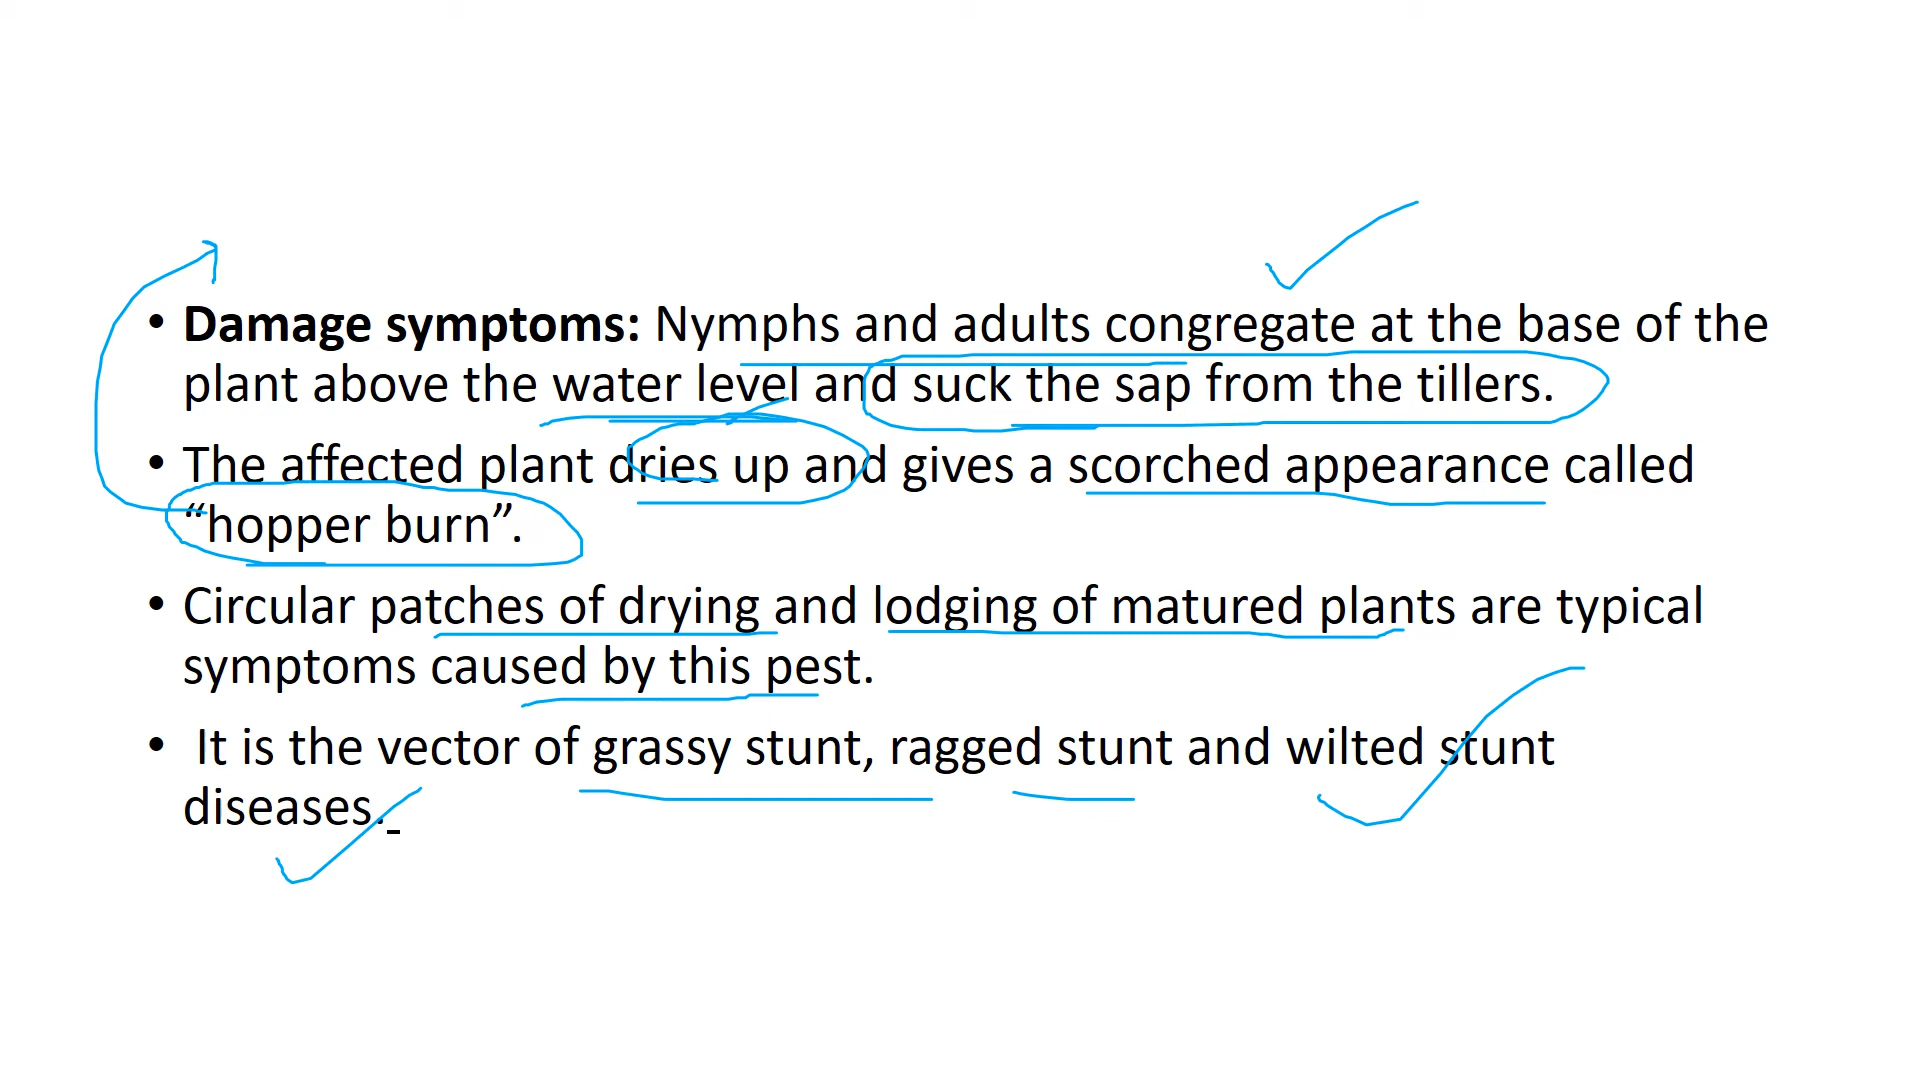 • Damage symptoms: Nymphs and adults congregate at the base of the
plant above the water level and suck the sap from the tillers.
• The affected plant dries up and gives a scorched appearance called
“hopper burn”.
• Circular patches of drying and lodging of matured plants are typical
symptoms caused by this pest.
• It is the vector of grassy stunt, ragged stunt and wilted stunt
diseases.